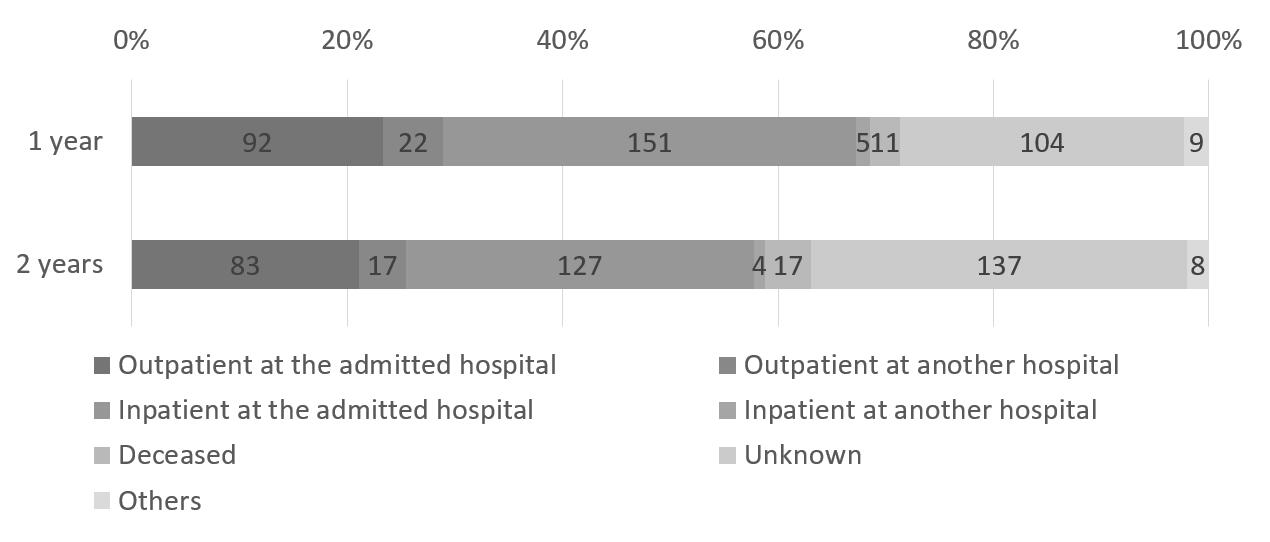 0% 20% 40% 60% 80% 100%
1 year 92 22 151 5 11 104 9
2 years 83 17 127 4 17 137 8
Outpatient at the admitted hospital Outpatient at another hospital
Inpatient at the admitted hospital Inpatient at another hospital
Deceased Unknown
Others